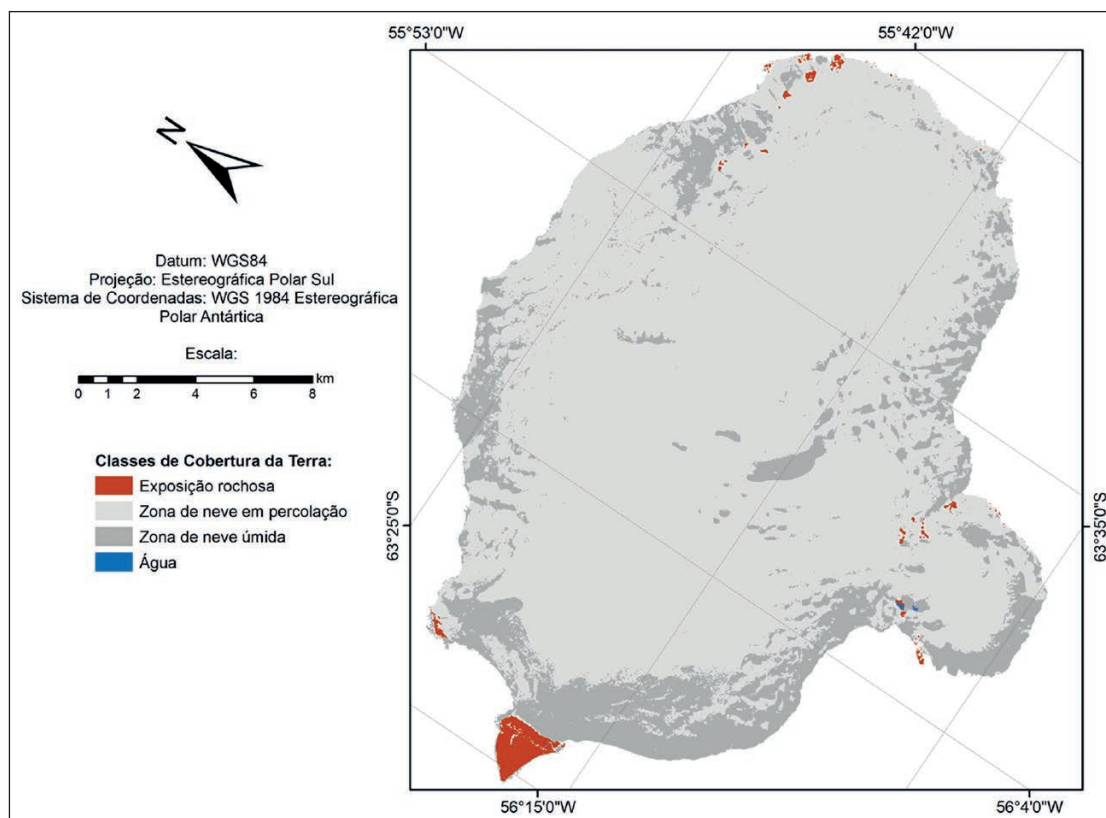 55°53'0"W
55°42'0"W
N
Datum: WGS84
Projeção: Estereográfica Polar Sul
Sistema de Coordenadas: WGS 1984 Estereográfica
Polar Antártica
Escala:
km
0 1 2 4 6 8
Classes de Cobertura da Terra:
Exposição rochosa
Zona de neve em percolação
Zona de neve úmida
Água
63°25'0"S
63°35'0"S
56°15'0"W
56°4'0"W